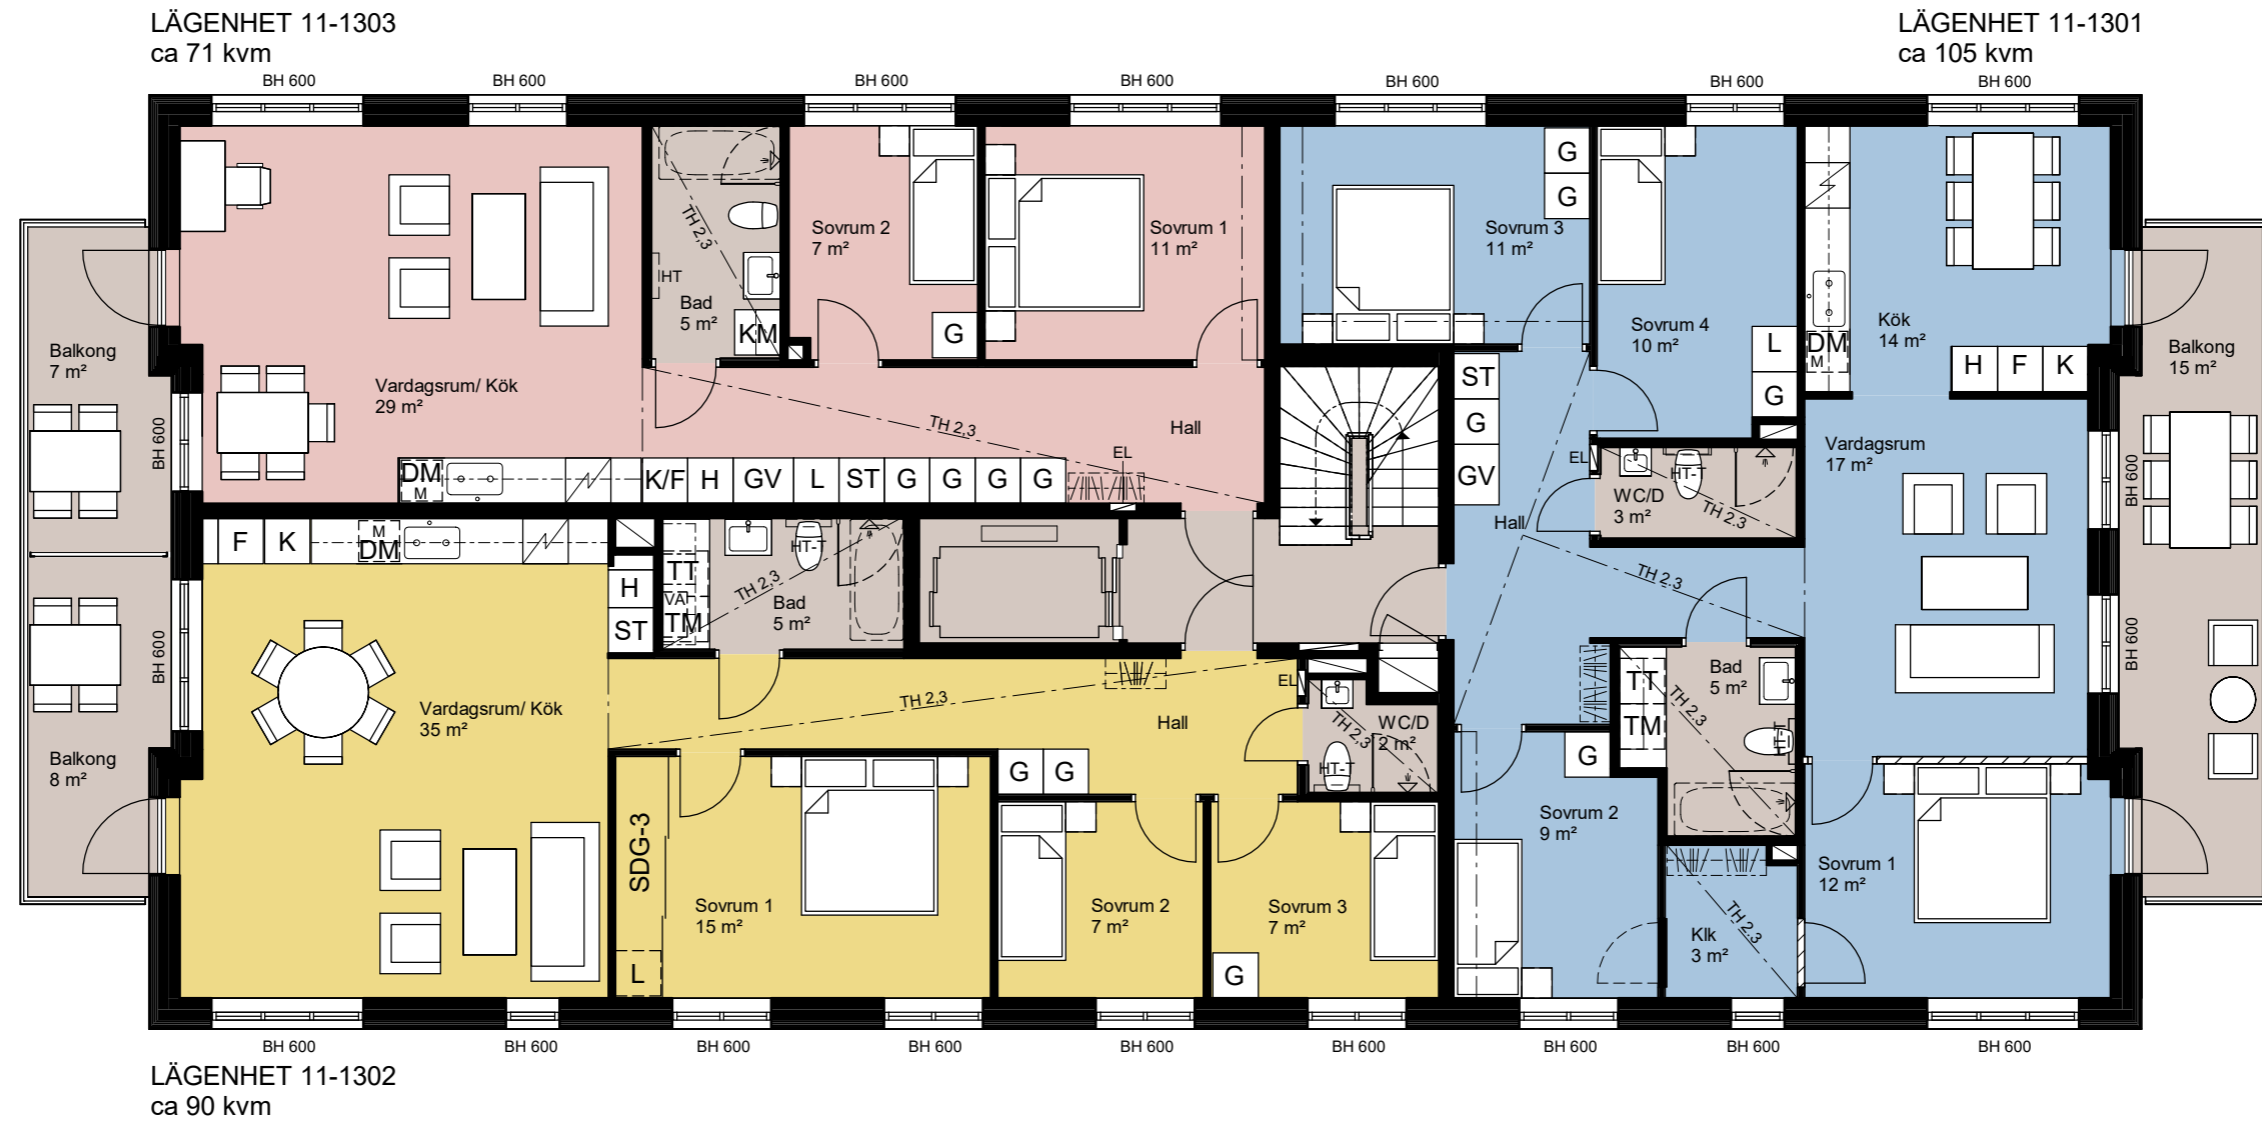 LÄGENHET 11-1303
ca 71 kvm
LÄGENHET 11-1301
ca 105 kvm
BH 600
BH 600
BH 600
BH 600
BH 600
BH 600
BH 600
Balkong
7 m²
BH 600
Vardagsrum/ Kök
29 m²
TH 2,3
HT
Bad
5 m²
KM
Sovrum 2
7 m²
G
Sovrum 1
11 m²
TH 2,3
Hall
EL
DM
M
K/F
H
GV
L
ST
G
G
G
G
G
G
Sovrum 3
11 m²
Sovrum 4
10 m²
L
G
Kök
14 m²
DM
M
H
F
K
Balkong
15 m²
ST
G
GV
Hall
EL
WC/D
3 m²
HT-T
TH 2,3
Vardagsrum
17 m²
BH 600
BH 600
TH 2,3
F
K
M
DM
H
ST
TT
VA
TM
TH 2,3
HT-T
Bad
5 m²
BH 600
Balkong
8 m²
Vardagsrum/ Kök
35 m²
TH 2,3
Hall
EL
WC/D
2 m²
TH 2,3
HT-T
G
G
TT
TM
Bad
5 m²
TH 2,3
HT
SDG-3
L
Sovrum 1
15 m²
Sovrum 2
7 m²
Sovrum 3
7 m²
G
G
Sovrum 2
9 m²
Klk
3 m²
TH 2,3
Sovrum 1
12 m²
BH 600
BH 600
BH 600
BH 600
BH 600
BH 600
BH 600
BH 600
BH 600
LÄGENHET 11-1302
ca 90 kvm